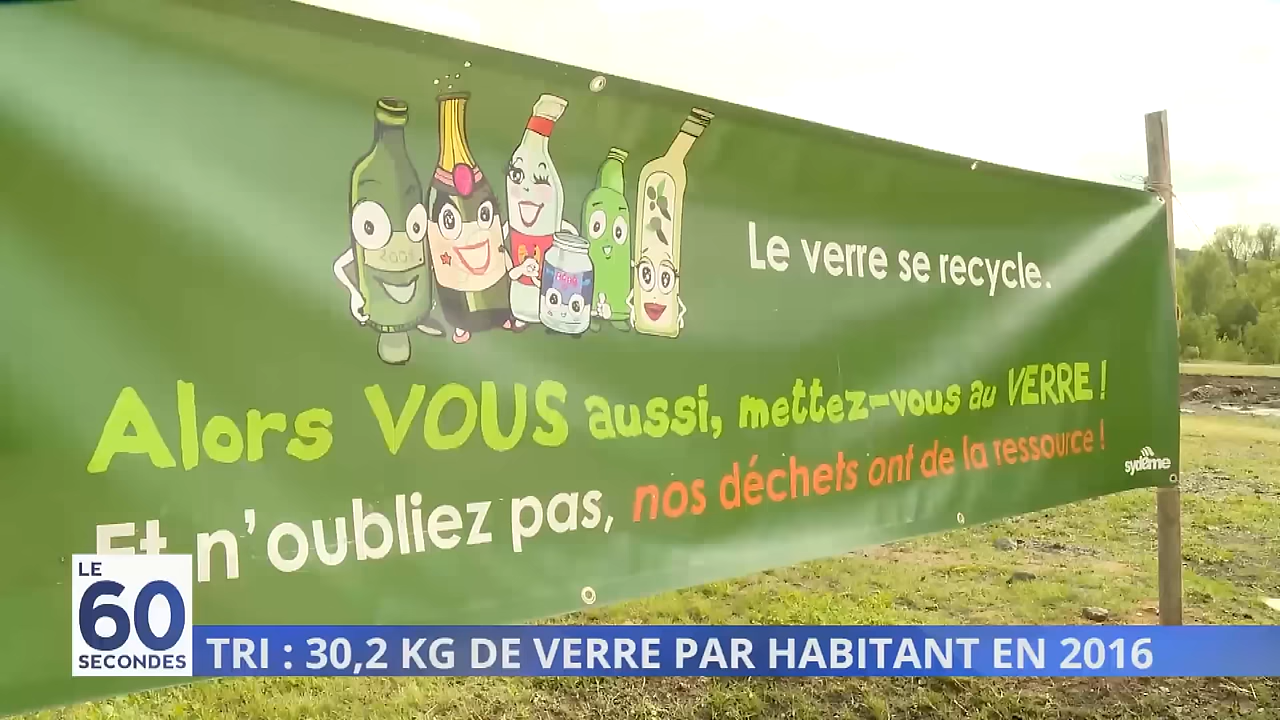 Le verre se recycle.
Alors VOUS aussi, mettez-vous au VERRE !
Et n'oubliez pas, nos déchets ont de la ressource !
sydeme
LE
60
SECONDES
TRI : 30,2 KG DE VERRE PAR HABITANT EN 2016